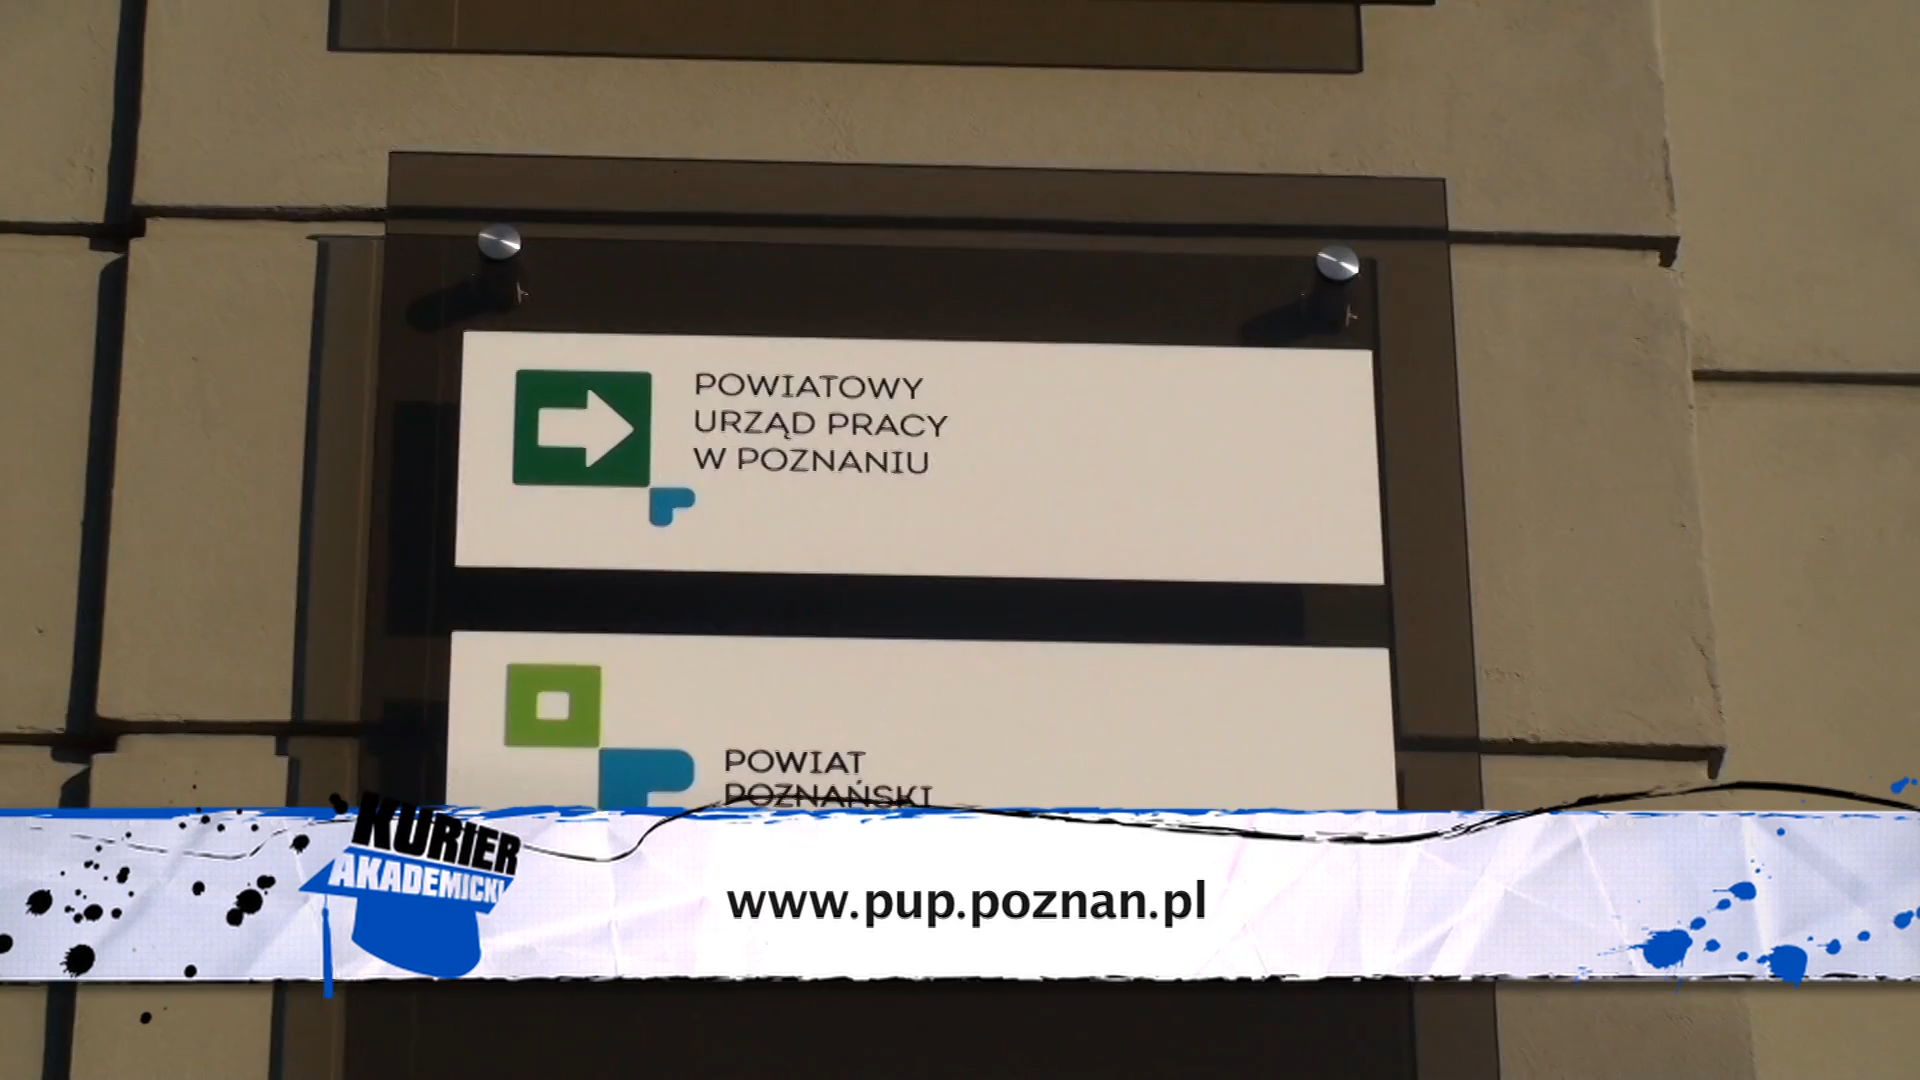 POWIATOWY
URZĄD PRACY
W POZNANIU
POWIAT
POZNAŃSKI
KURIER
AKADEMICKI
www.pup.poznan.pl